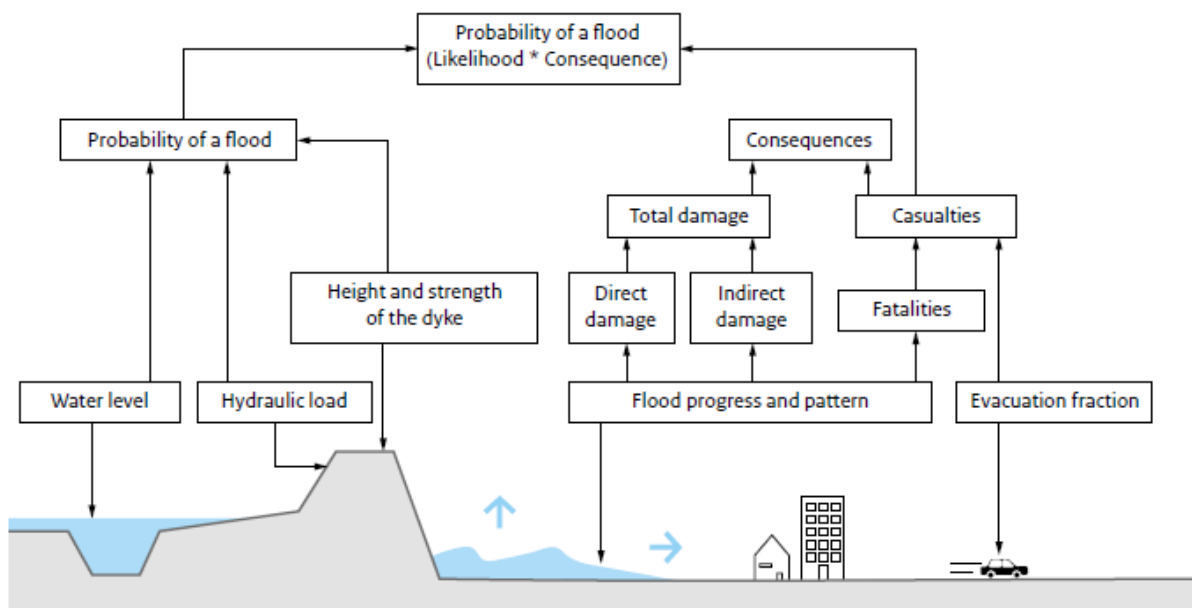 Probability of a flood
(Likelihood * Consequence)
Probability of a flood
Consequences
Total damage
Casualties
Height and strength
of the dyke
Direct
damage
Indirect
damage
Fatalities
Water level
Hydraulic load
Flood progress and pattern
Evacuation fraction